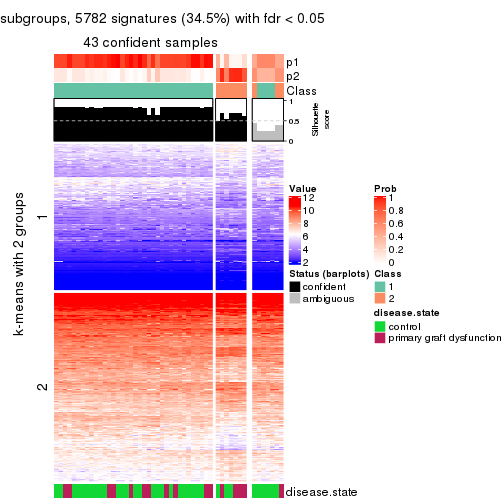 subgroups, 5782 signatures (34.5%) with fdr < 0.05
43 confident samples
p1
p2
Class
1
0.5
0
Silhouette
score
k-means with 2 groups
1
2
disease.state
Value
12
10
8
6
4
2
Prob
1
0.8
0.6
0.4
0.2
0
Status (barplots)
confident
ambiguous
Class
1
2
disease.state
control
primary graft dysfunction